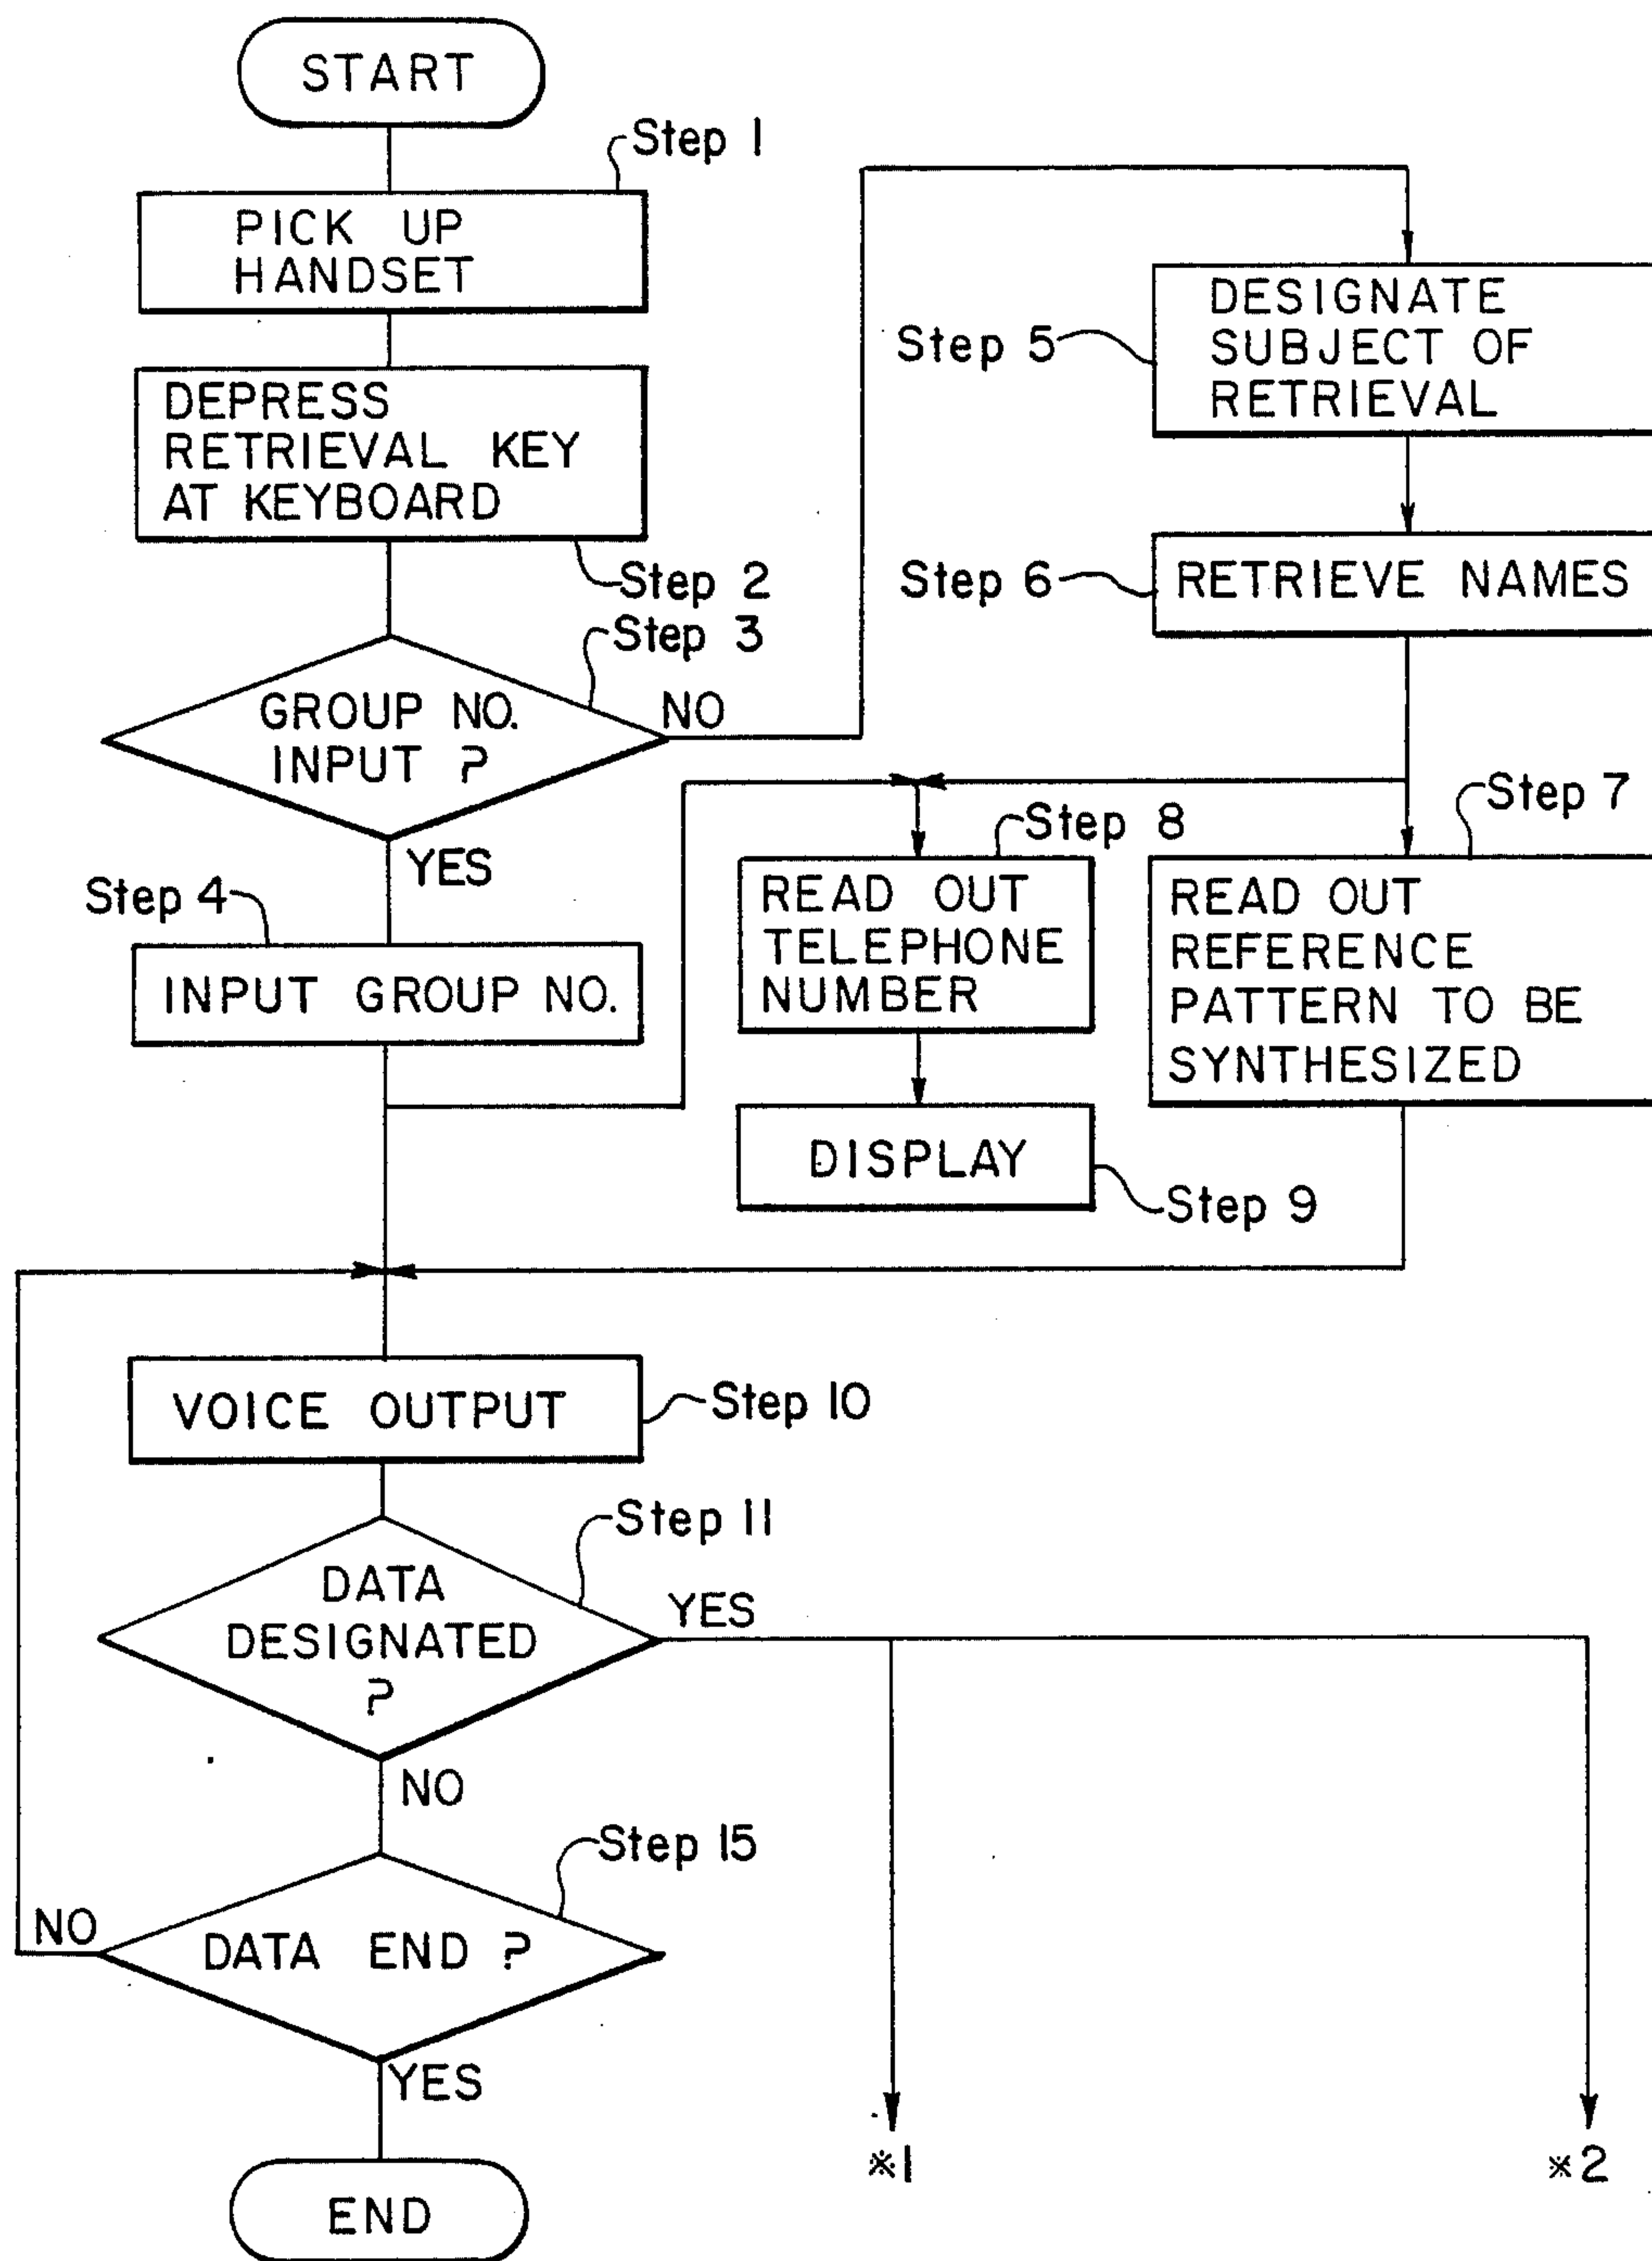 START
Step 1
PICK UP
HANDSET
DEPRESS
RETRIEVAL KEY
AT KEYBOARD
Step 2
Step 3
GROUP NO.
INPUT ?
NO
YES
Step 4
INPUT GROUP NO.
Step 5
DESIGNATE
SUBJECT OF
RETRIEVAL
Step 6
RETRIEVE NAMES
Step 7
READ OUT
REFERENCE
PATTERN TO BE
SYNTHESIZED
Step 8
READ OUT
TELEPHONE
NUMBER
DISPLAY
Step 9
VOICE OUTPUT
Step 10
Step 11
DATA
DESIGNATED
?
YES
NO
Step 15
DATA END ?
NO
YES
END
※1
※2